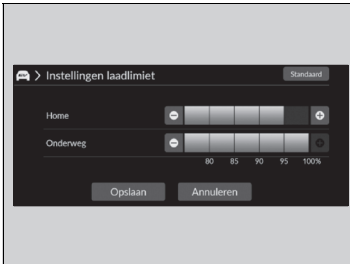 > Instellingen laadlimiet Standaard
Home
Onderweg
80 85 90 95 100%
Opslaan Annuleren